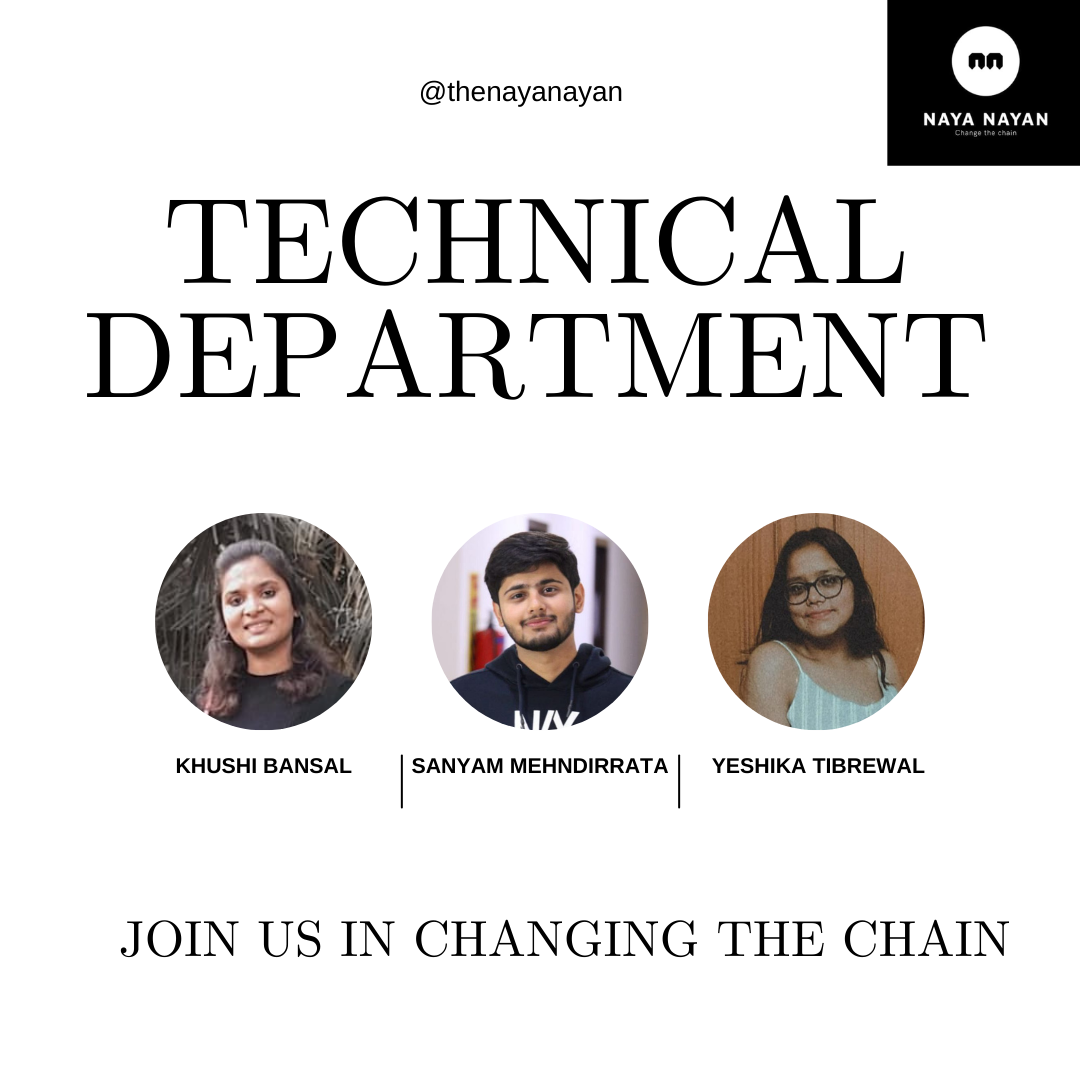 @thenayanayan
NAYA NAYAN
Change the chain
TECHNICAL
DEPARTMENT
KHUSHI BANSAL
SANYAM MEHNDIRRATA
YESHIKA TIBREWAL
JOIN US IN CHANGING THE CHAIN